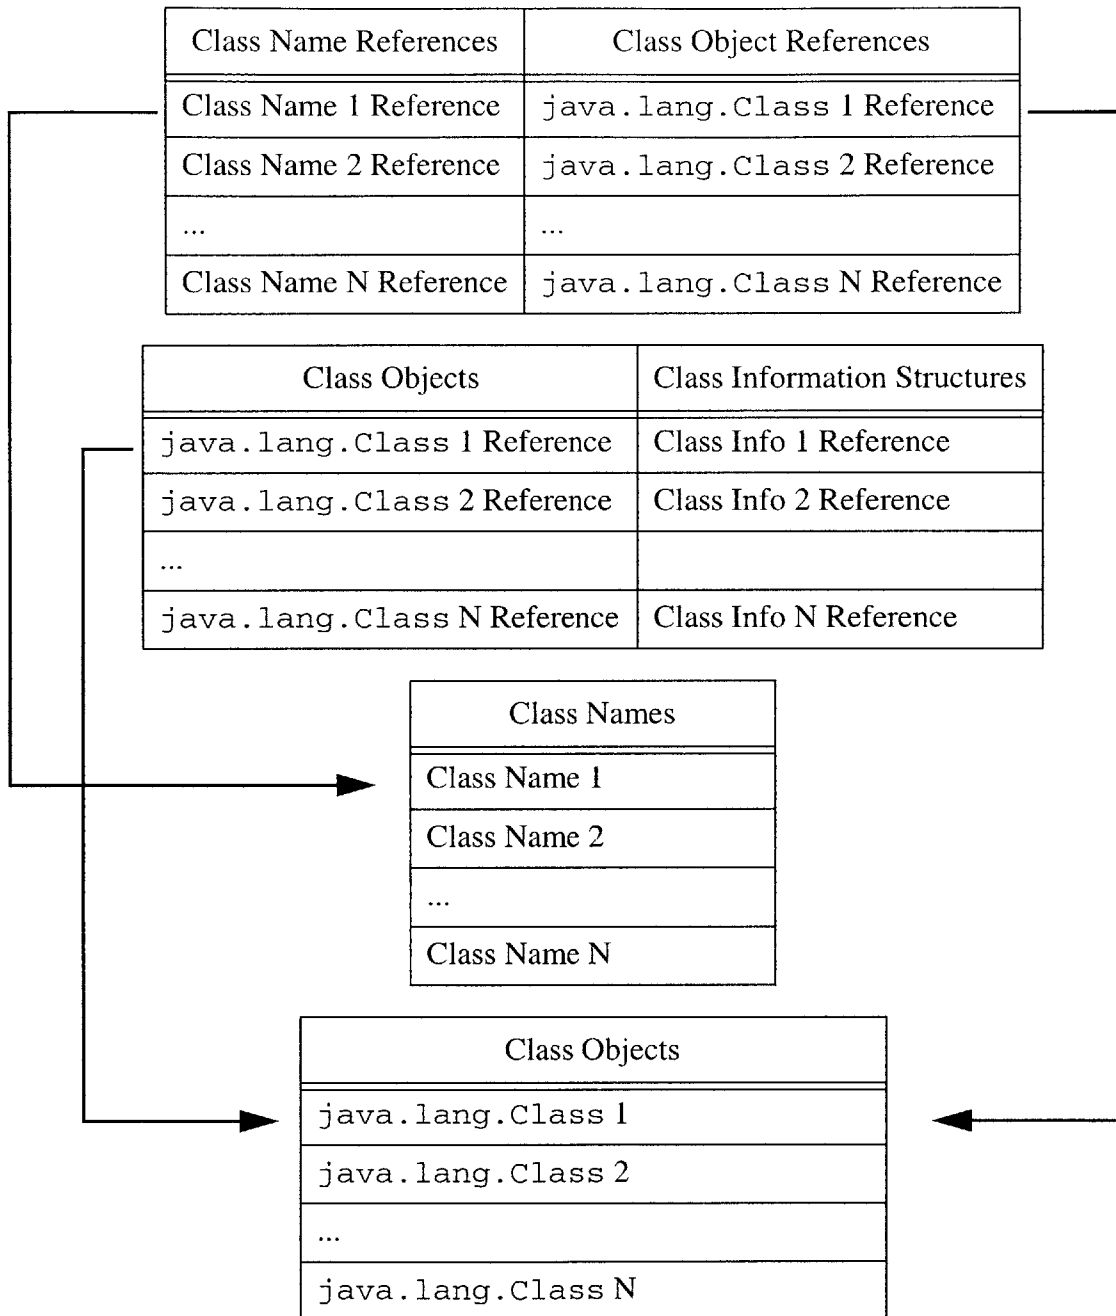 Class Name References Class Object References
Class Name 1 Reference java.lang.Class 1 Reference
Class Name 2 Reference java.lang.Class 2 Reference
... ...
Class Name N Reference java.lang.Class N Reference
Class Objects Class Information Structures
java.lang.Class 1 Reference Class Info 1 Reference
java.lang.Class 2 Reference Class Info 2 Reference
...
java.lang.Class N Reference Class Info N Reference
Class Names
Class Name 1
Class Name 2
...
Class Name N
Class Objects
java.lang.Class 1
java.lang.Class 2
...
java.lang.Class N